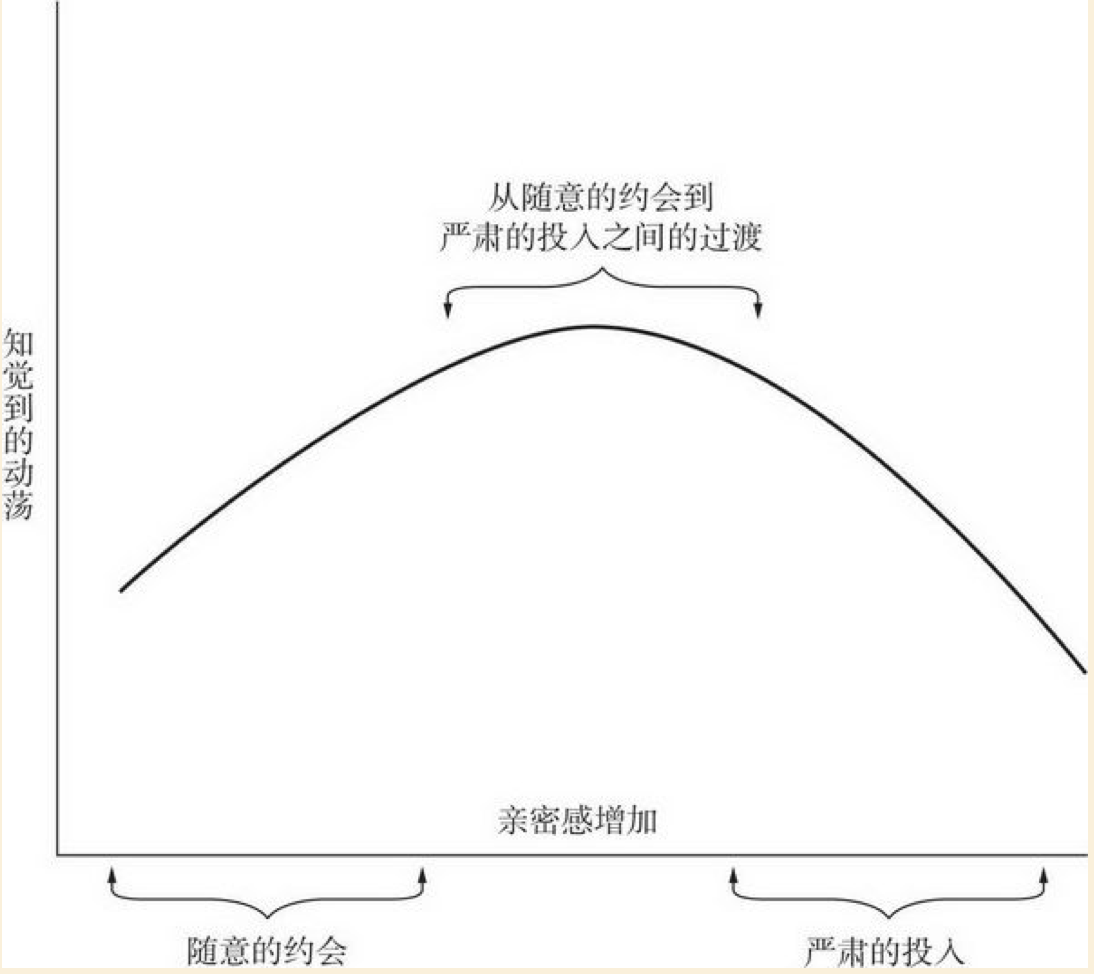 从随意的约会到
严肃的投入之间的过渡
知觉到的动荡
亲密感增加
随意的约会
严肃的投入